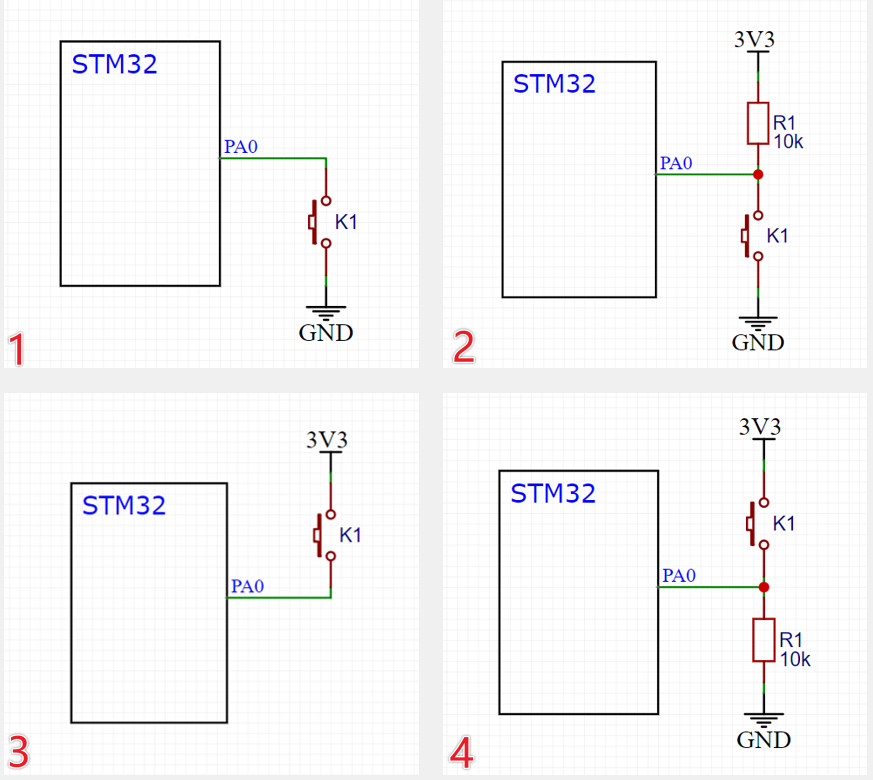 STM32
PA0
K1
GND
1
3V3
STM32
R1
10k
PA0
K1
GND
2
3V3
STM32
K1
PA0
3
3V3
STM32
K1
PA0
R1
10k
GND
4